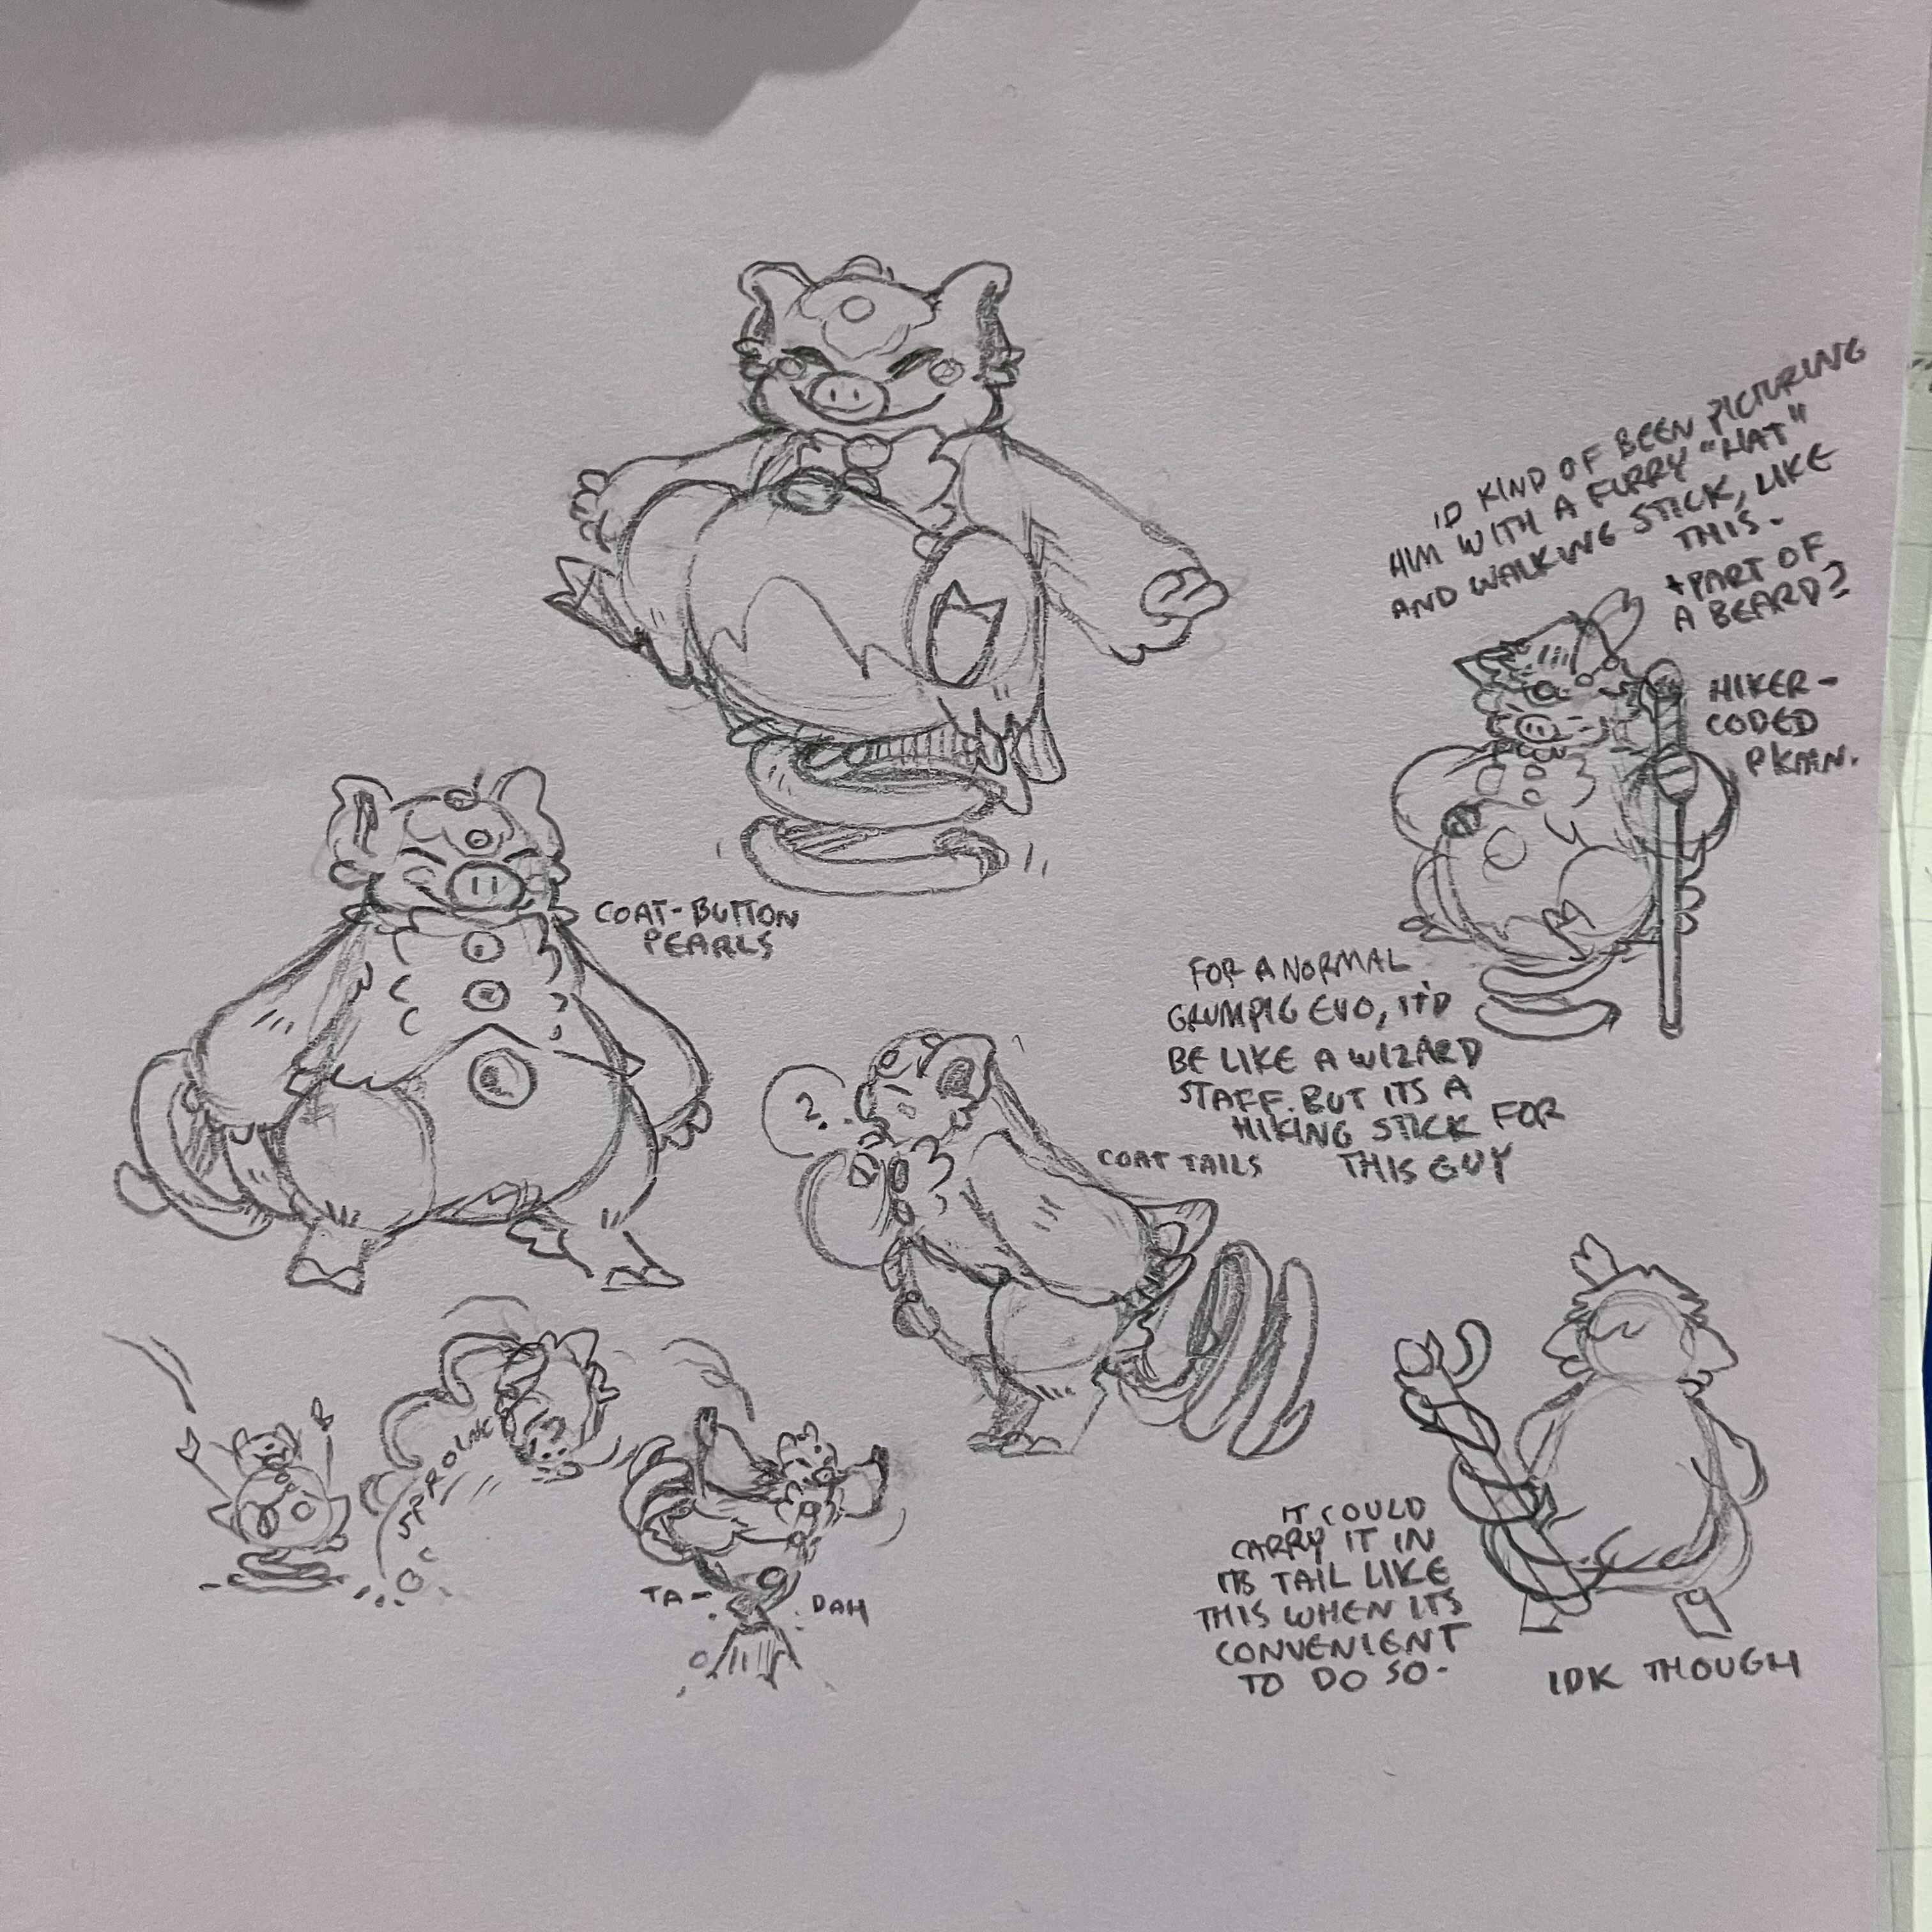 I'D KIND OF BEEN PICTURING
HIM WITH A FURRY "HAT"
AND WALKING STICK, LIKE
THIS.
+ PART OF
A BEARD?
HIKER-
CODED
PKMN.
COAT-BUTTON
PEARLS
FOR A NORMAL
GRUMPIG EVO, IT'D
BE LIKE A WIZARD
STAFF. BUT ITS A
HIKING STICK FOR
THIS GUY
?
COAT TAILS
SPROINK
TA-
DAH
IT COULD
CARRY IT IN
ITS TAIL LIKE
THIS WHEN ITS
CONVENIENT
TO DO SO-
IDK THOUGH